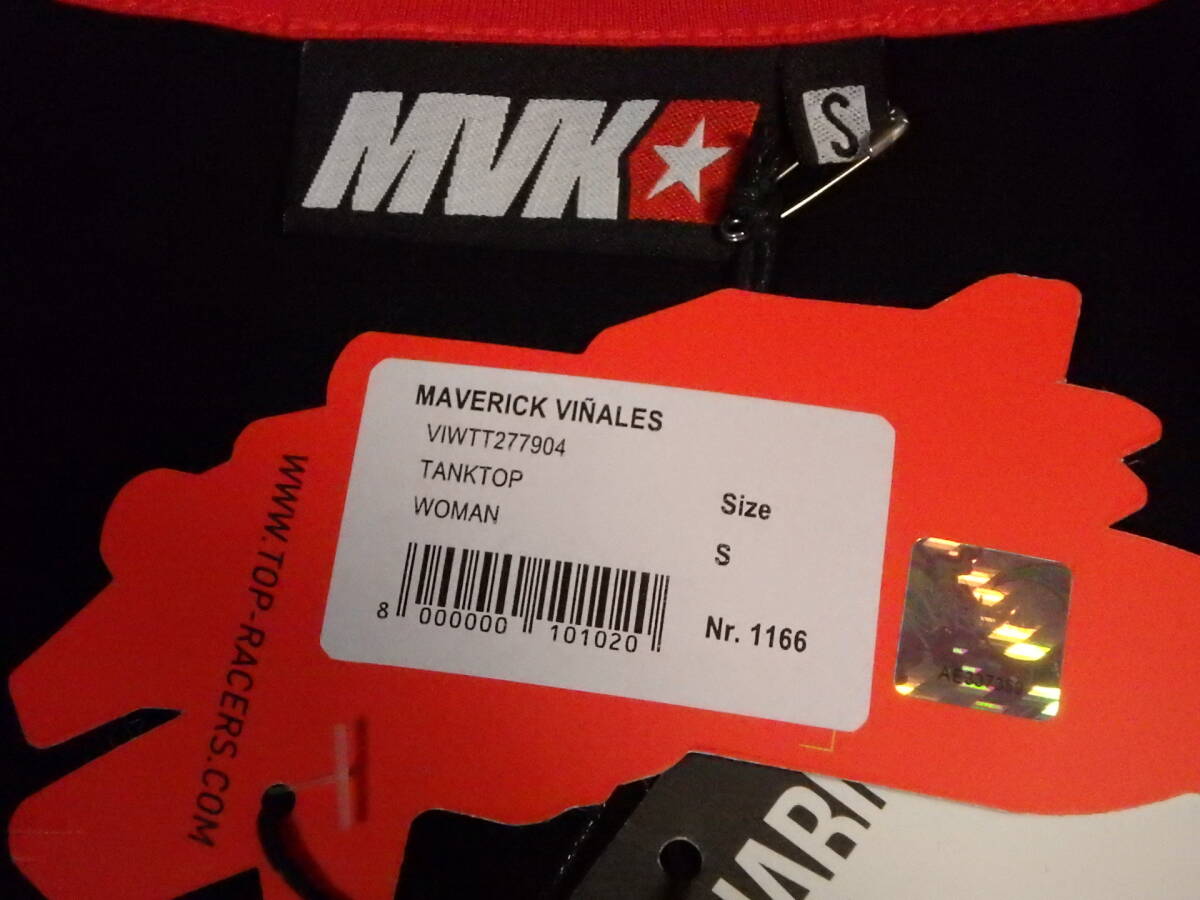 MVK
S
MAVERICK VIÑALES
VIWTT277904
TANKTOP
WOMAN
Size
S
8 000000 101020
Nr. 1166
WWW.TOP-RACERS.COM